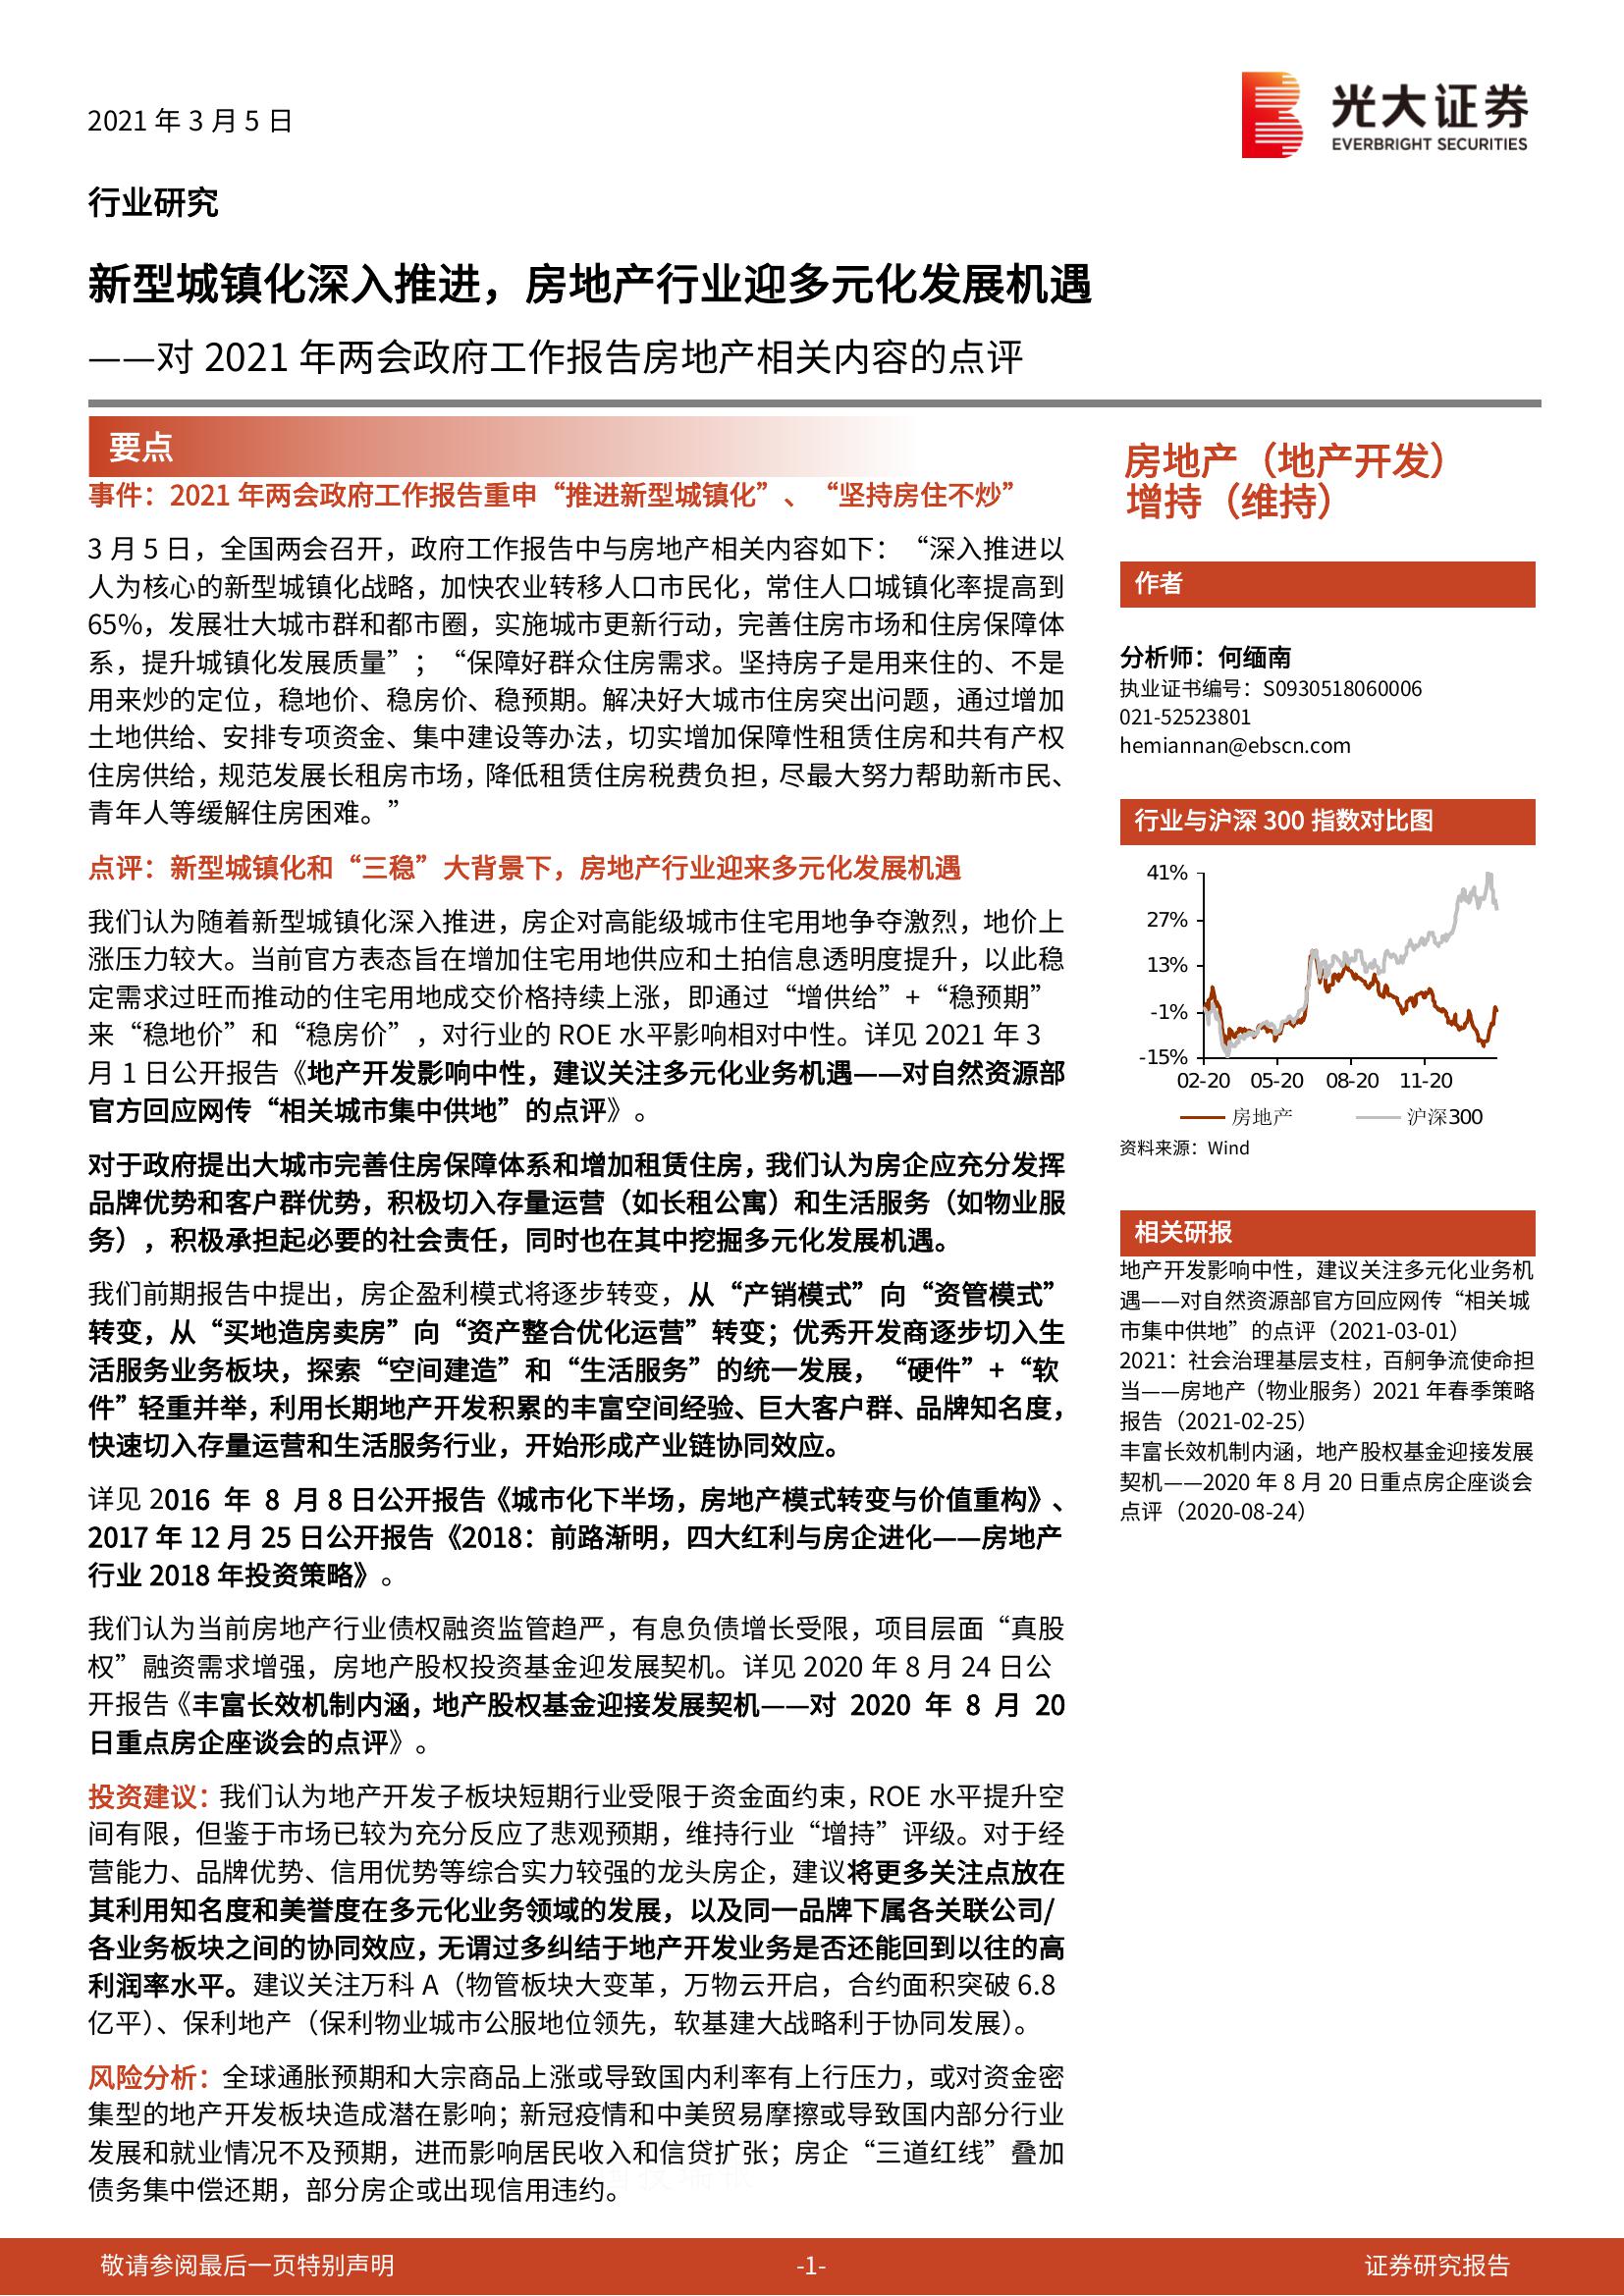 2021 年 3 月 5 日
光大证券
EVERBRIGHT SECURITIES
行业研究
新型城镇化深入推进，房地产行业迎多元化发展机遇
——对 2021 年两会政府工作报告房地产相关内容的点评
要点
事件：2021 年两会政府工作报告重申“推进新型城镇化”、“坚持房住不炒”
3 月 5 日，全国两会召开，政府工作报告中与房地产相关内容如下：“深入推进以
人为核心的新型城镇化战略，加快农业转移人口市民化，常住人口城镇化率提高到
65%，发展壮大城市群和都市圈，实施城市更新行动，完善住房市场和住房保障体
系，提升城镇化发展质量”；“保障好群众住房需求。坚持房子是用来住的、不是
用来炒的定位，稳地价、稳房价、稳预期。解决好大城市住房突出问题，通过增加
土地供给、安排专项资金、集中建设等办法，切实增加保障性租赁住房和共有产权
住房供给，规范发展长租房市场，降低租赁住房税费负担，尽最大努力帮助新市民、
青年人等缓解住房困难。”
点评：新型城镇化和“三稳”大背景下，房地产行业迎来多元化发展机遇
我们认为随着新型城镇化深入推进，房企对高能级城市住宅用地争夺激烈，地价上
涨压力较大。当前官方表态旨在增加住宅用地供应和土拍信息透明度提升，以此稳
定需求过旺而推动的住宅用地成交价格持续上涨，即通过“增供给”+“稳预期”
来“稳地价”和“稳房价”，对行业的 ROE 水平影响相对中性。详见 2021 年 3
月 1 日公开报告《地产开发影响中性，建议关注多元化业务机遇——对自然资源部
官方回应网传“相关城市集中供地”的点评》。
对于政府提出大城市完善住房保障体系和增加租赁住房，我们认为房企应充分发挥
品牌优势和客户群优势，积极切入存量运营（如长租公寓）和生活服务（如物业服
务），积极承担起必要的社会责任，同时也在其中挖掘多元化发展机遇。
我们前期报告中提出，房企盈利模式将逐步转变，从“产销模式”向“资管模式”
转变，从“买地造房卖房”向“资产整合优化运营”转变；优秀开发商逐步切入生
活服务业务板块，探索“空间建造”和“生活服务”的统一发展，“硬件”+“软
件”轻重并举，利用长期地产开发积累的丰富空间经验、巨大客户群、品牌知名度，
快速切入存量运营和生活服务行业，开始形成产业链协同效应。
详见 2016 年 8 月 8 日公开报告《城市化下半场，房地产模式转变与价值重构》、
2017 年 12 月 25 日公开报告《2018：前路渐明，四大红利与房企进化——房地产
行业 2018 年投资策略》。
我们认为当前房地产行业债权融资监管趋严，有息负债增长受限，项目层面“真股
权”融资需求增强，房地产股权投资基金迎发展契机。详见 2020 年 8 月 24 日公
开报告《丰富长效机制内涵，地产股权基金迎接发展契机——对 2020 年 8 月 20
日重点房企座谈会的点评》。
投资建议：我们认为地产开发子板块短期行业受限于资金面约束，ROE 水平提升空
间有限，但鉴于市场已较为充分反应了悲观预期，维持行业“增持”评级。对于经
营能力、品牌优势、信用优势等综合实力较强的龙头房企，建议将更多关注点放在
其利用知名度和美誉度在多元化业务领域的发展，以及同一品牌下属各关联公司/
各业务板块之间的协同效应，无谓过多纠结于地产开发业务是否还能回到以往的高
利润率水平。建议关注万科 A（物管板块大变革，万物云开启，合约面积突破 6.8
亿平）、保利地产（保利物业城市公服地位领先，软基建大战略利于协同发展）。
风险分析：全球通胀预期和大宗商品上涨或导致国内利率有上行压力，或对资金密
集型的地产开发板块造成潜在影响；新冠疫情和中美贸易摩擦或导致国内部分行业
发展和就业情况不及预期，进而影响居民收入和信贷扩张；房企“三道红线”叠加
债务集中偿还期，部分房企或出现信用违约。
房地产（地产开发）
增持（维持）
作者
分析师：何缅南
执业证书编号：S0930518060006
021-52523801
hemiannan@ebscn.com
行业与沪深 300 指数对比图
41%
27%
13%
-1%
-15%
02-20 05-20 08-20 11-20
房地产 沪深300
资料来源：Wind
相关研报
地产开发影响中性，建议关注多元化业务机
遇——对自然资源部官方回应网传“相关城
市集中供地”的点评（2021-03-01）
2021：社会治理基层支柱，百舸争流使命担
当——房地产（物业服务）2021 年春季策略
报告（2021-02-25）
丰富长效机制内涵，地产股权基金迎接发展
契机——2020 年 8 月 20 日重点房企座谈会
点评（2020-08-24）
敬请参阅最后一页特别声明
-1-
证券研究报告